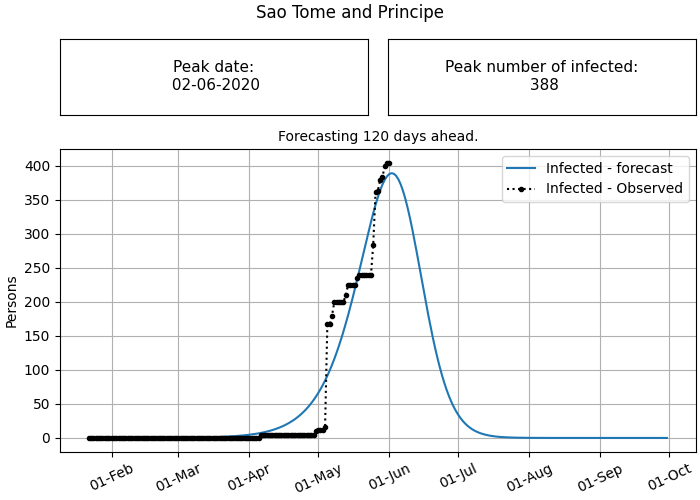 Sao Tome and Principe
Peak date:
02-06-2020
Peak number of infected:
388
Forecasting 120 days ahead.
Infected - forecast
Infected - Observed
Persons
400
350
300
250
200
150
100
50
0
01-Feb
01-Mar
01-Apr
01-May
01-Jun
01-Jul
01-Aug
01-Sep
01-Oct